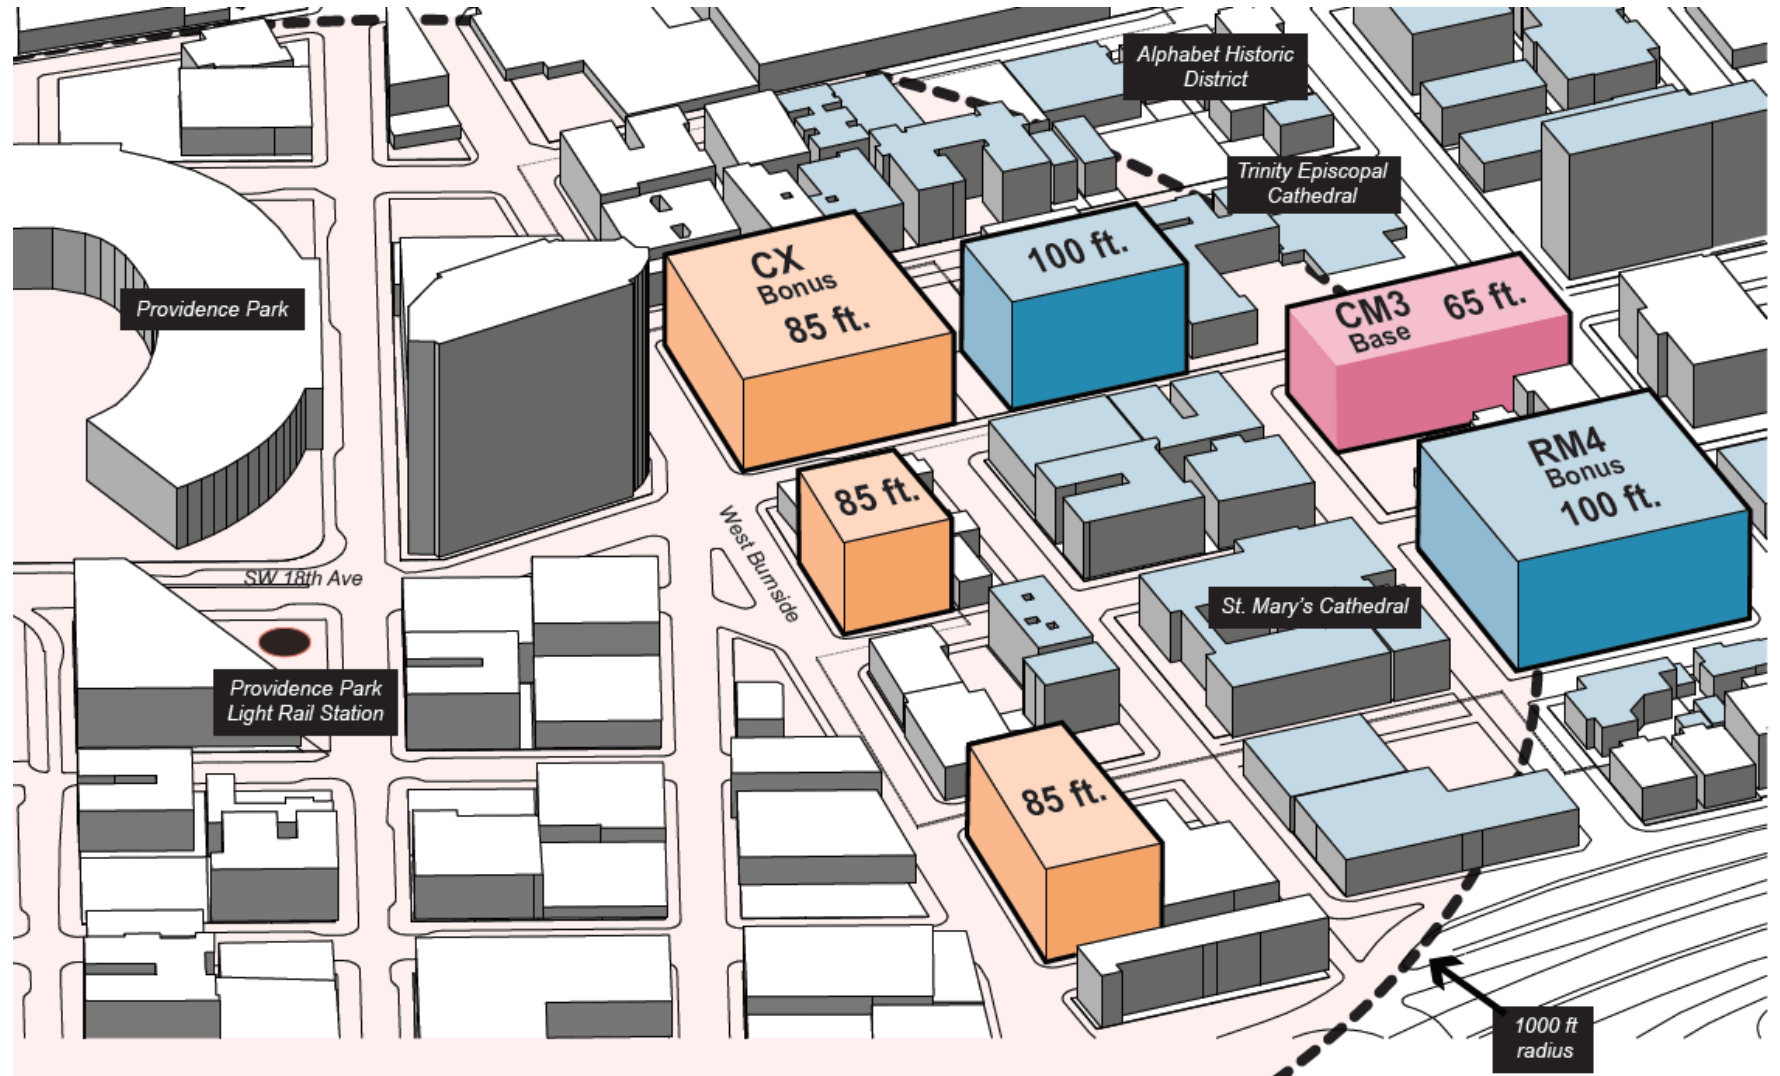 Alphabet Historic
District
Trinity Episcopal
Cathedral
CX
Bonus
85 ft.
100 ft.
Providence Park
CM3 65 ft.
Base
RM4
Bonus
100 ft.
85 ft.
West Burnside
SW 18th Ave
St. Mary's Cathedral
Providence Park
Light Rail Station
85 ft.
1000 ft
radius